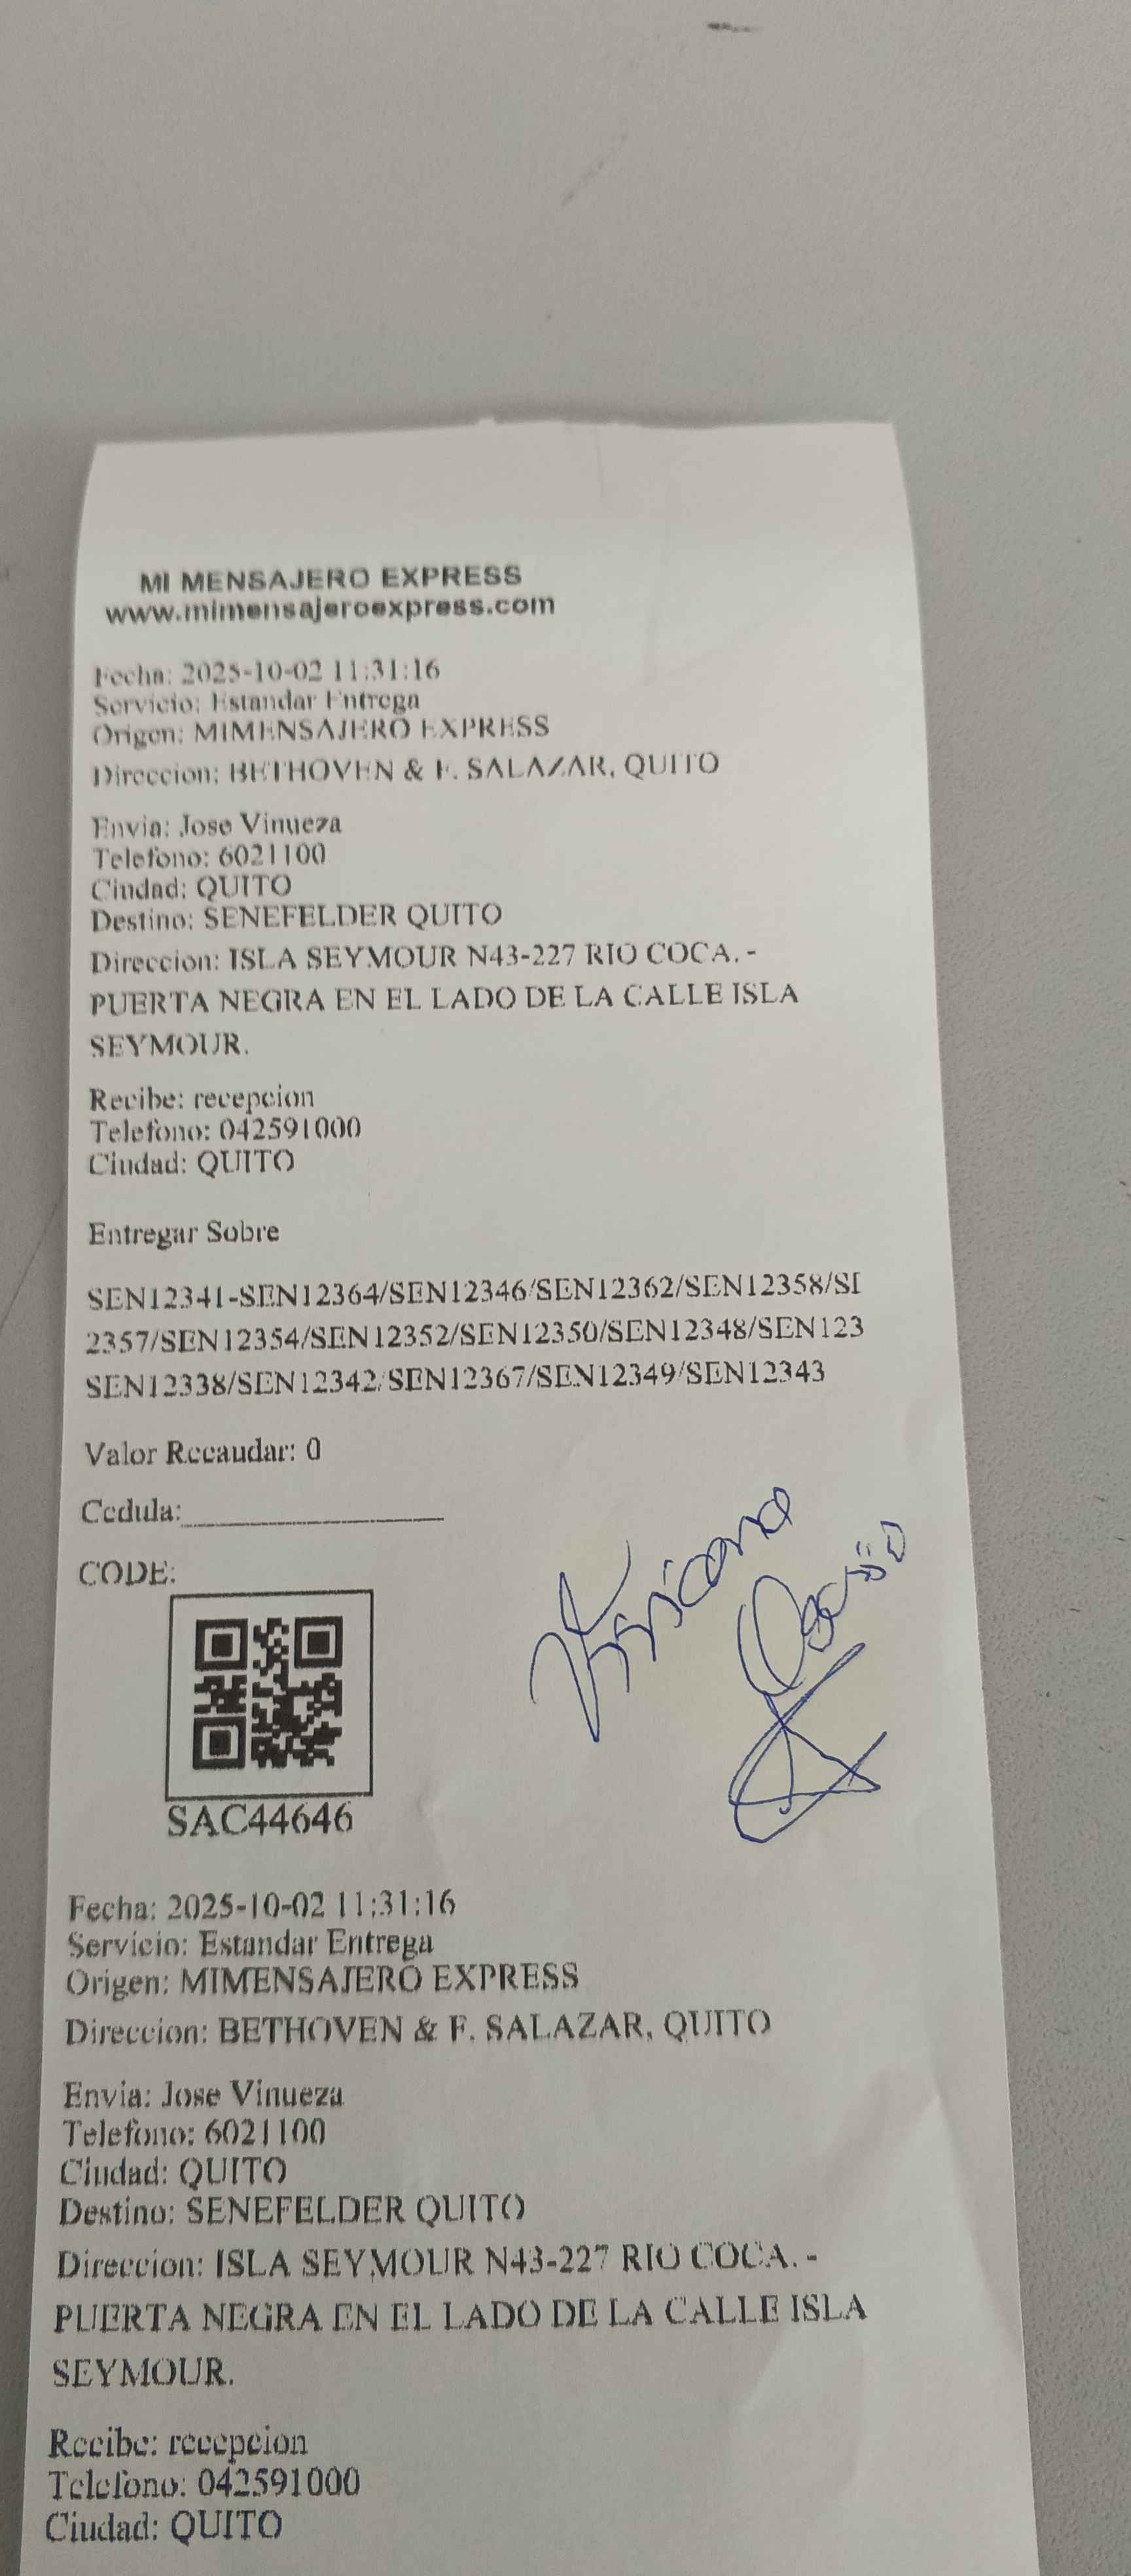 MI MENSAJERO EXPRESS
www.mimensajeroexpress.com
Fecha: 2025-10-02 11:31:16
Servicio: Estandar Entrega
Origen: MIMENSAJERO EXPRESS
Direccion: BETHOVEN & F. SALAZAR, QUITO
Envia: Jose Vinueza
Telefono: 6021100
Ciudad: QUITO
Destino: SENEFELDER QUITO
Direccion: ISLA SEYMOUR N43-227 RIO COCA. -
PUERTA NEGRA EN EL LADO DE LA CALLE ISLA
SEYMOUR.
Recibe: recepcion
Telefono: 042591000
Ciudad: QUITO
Entregar Sobre
SEN12341-SEN12364/SEN12346/SEN12362/SEN12358/SI
2357/SEN12354/SEN12352/SEN12350/SEN12348/SEN123
SEN12338/SEN12342/SEN12367/SEN12349/SEN12343
Valor Recaudar: 0
Cedula:
CODE:
SAC44646
Fecha: 2025-10-02 11:31:16
Servicio: Estandar Entrega
Origen: MIMENSAJERO EXPRESS
Direccion: BETHOVEN & F. SALAZAR, QUITO
Envia: Jose Vinueza
Telefono: 6021100
Ciudad: QUITO
Destino: SENEFELDER QUITO
Direccion: ISLA SEYMOUR N43-227 RIO COCA. -
PUERTA NEGRA EN EL LADO DE LA CALLE ISLA
SEYMOUR.
Recibe: recepcion
Telefono: 042591000
Ciudad: QUITO